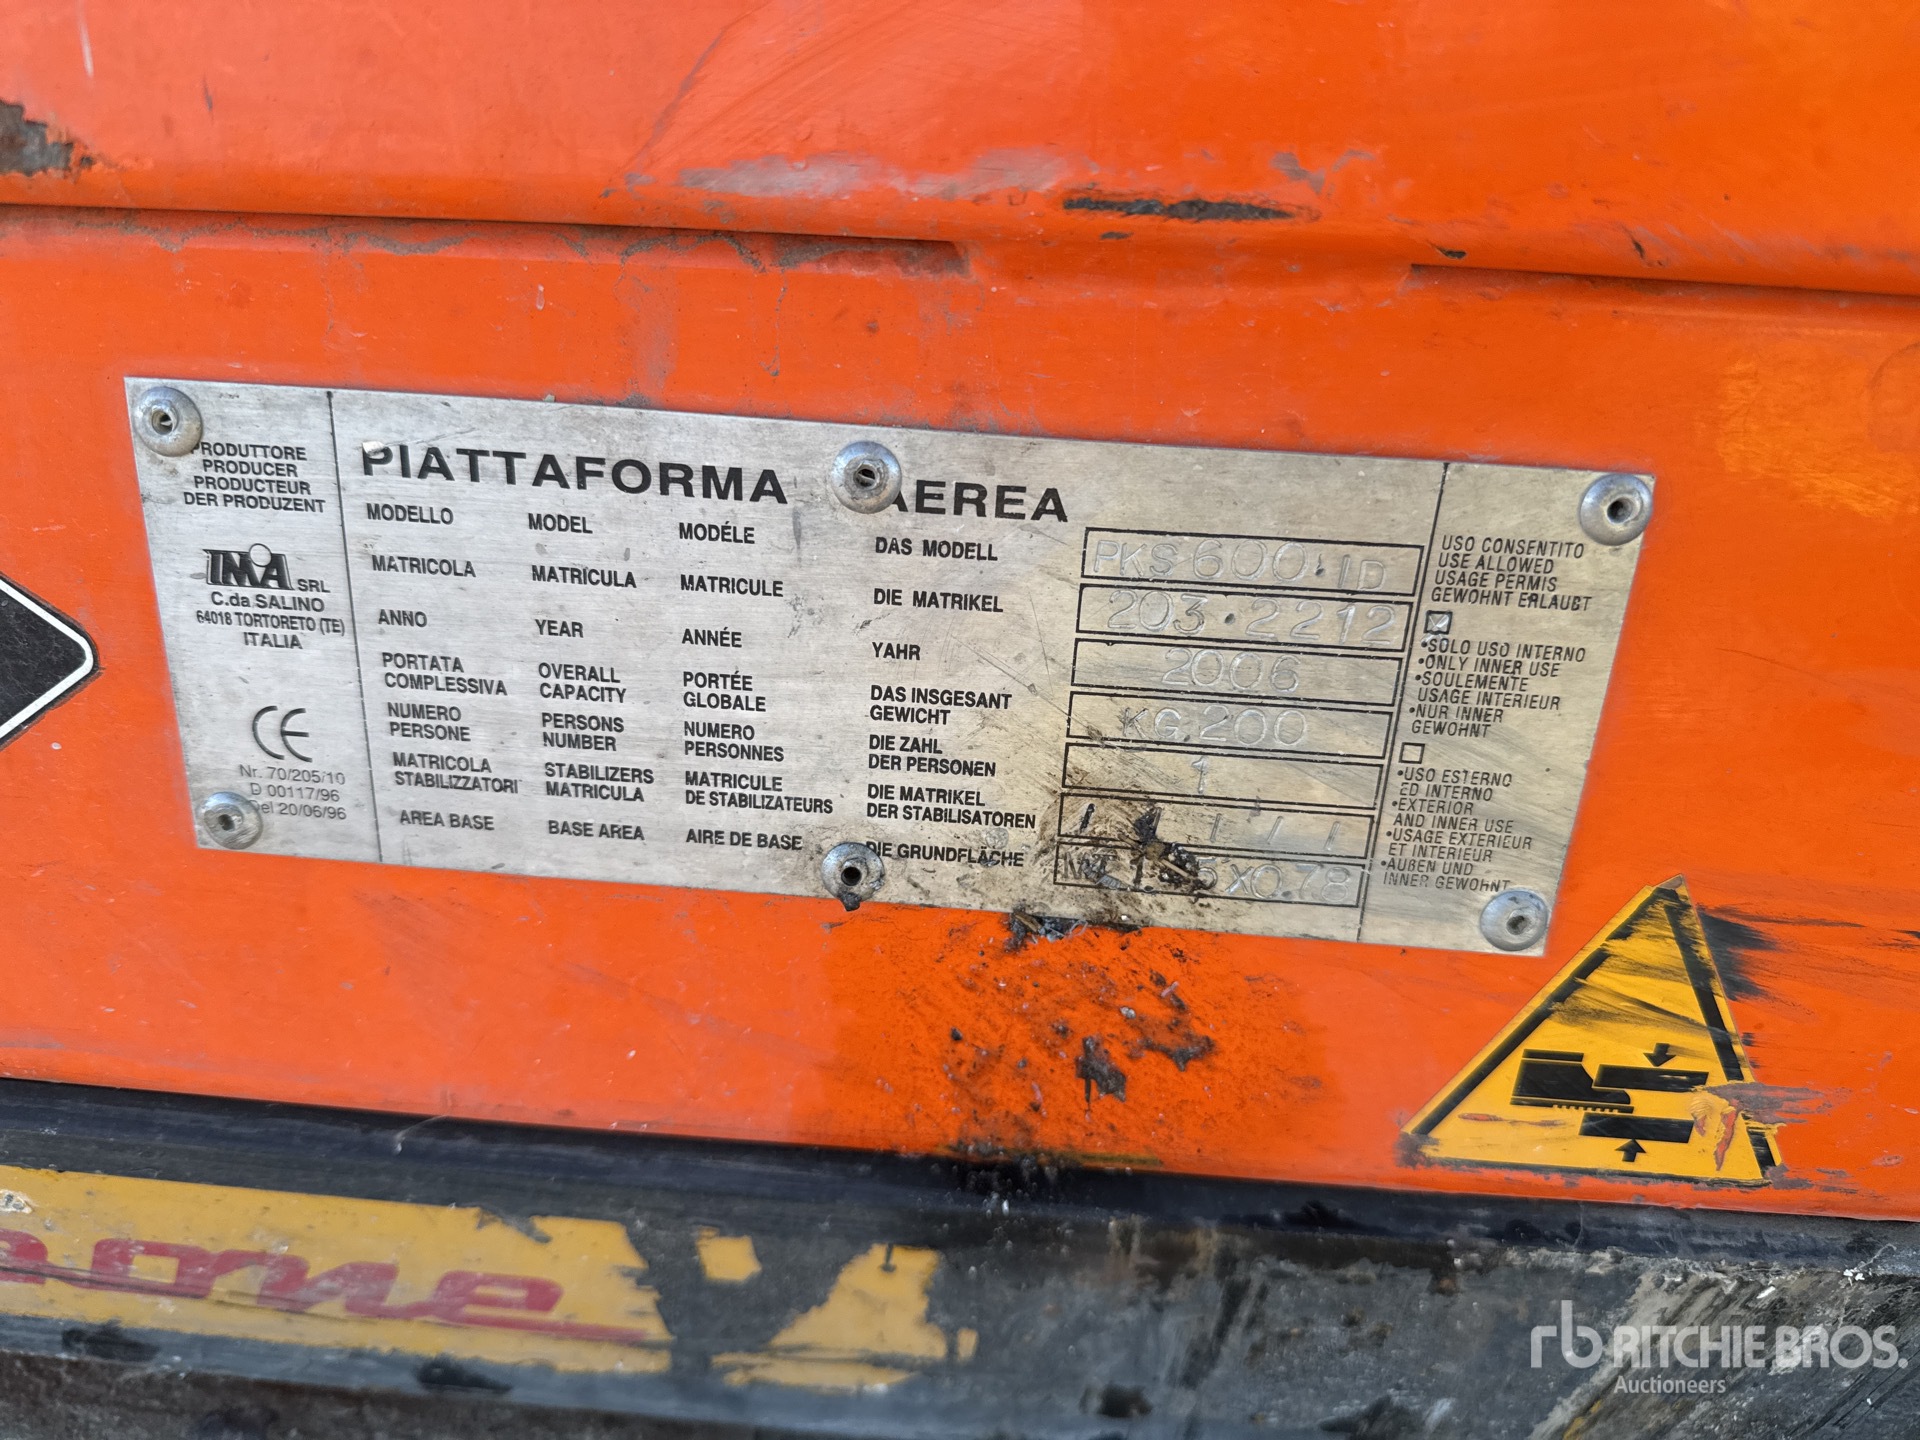 PRODUTTORE
PRODUCER
PRODUCTEUR
DER PRODUZENT
IMA SRL
C.da SALINO
64018 TORTORETO (TE)
ITALIA
CE
Nr. 70/205/10
D 00117/96
Del 20/06/96
PIATTAFORMA AEREA
MODELLO MODEL MODÉLE DAS MODELL PKS 600·ID
MATRICOLA MATRICULA MATRICULE DIE MATRIKEL 203·2212
ANNO YEAR ANNÉE YAHR 2006
PORTATA COMPLESSIVA OVERALL CAPACITY PORTÉE GLOBALE DAS INSGESANT GEWICHT KG.200
NUMERO PERSONE PERSONS NUMBER NUMERO PERSONNES DIE ZAHL DER PERSONEN 1
MATRICOLA STABILIZZATORI STABILIZERS MATRICULA MATRICULE DE STABILIZATEURS DIE MATRIKEL DER STABILISATOREN / / / /
AREA BASE BASE AREA AIRE DE BASE DIE GRUNDFLÄCHE X0.78
USO CONSENTITO
USE ALLOWED
USAGE PERMIS
GEWOHNT ERLAUBT
•SOLO USO INTERNO
•ONLY INNER USE
•SOULEMENTE
USAGE INTERIEUR
•NUR INNER
GEWOHNT
•USO ESTERNO
ED INTERNO
•EXTERIOR
AND INNER USE
•USAGE EXTERIEUR
ET INTERIEUR
•AUßEN UND
INNER GEWOHNT
rb RITCHIE BROS.
Auctioneers